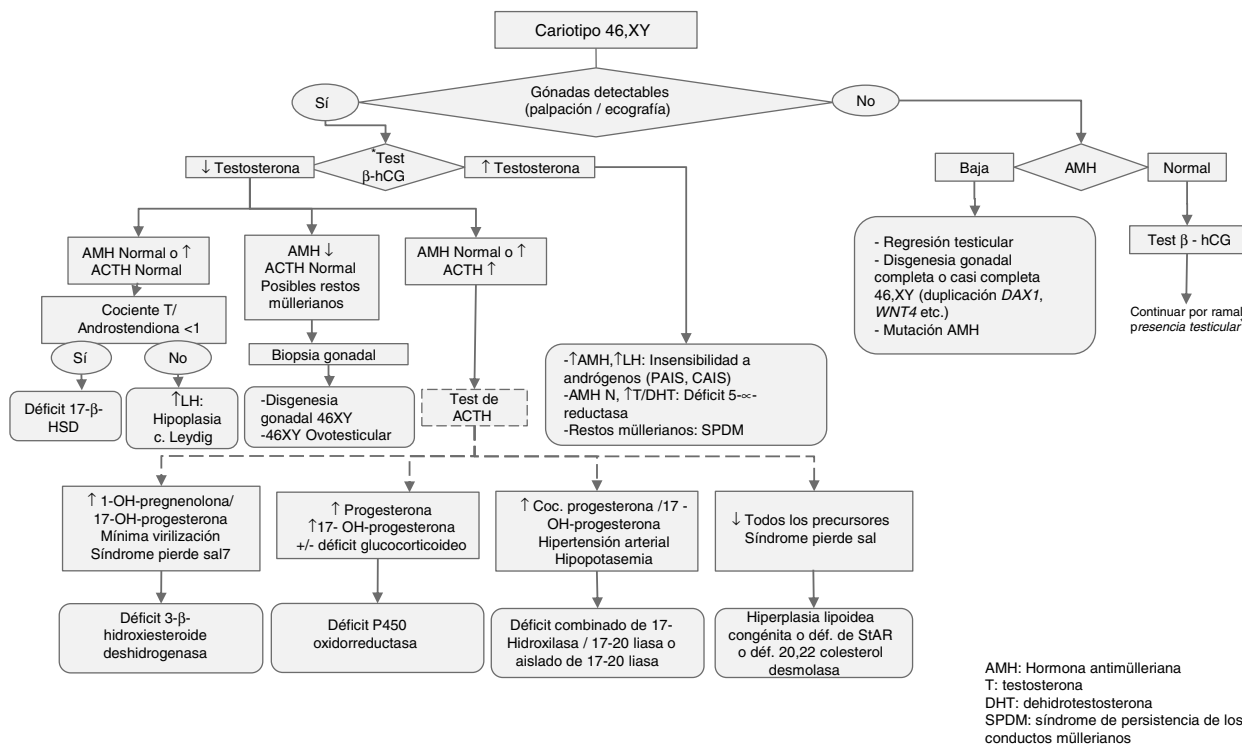 Cariotipo 46,XY
Gónadas detectables
(palpación / ecografía)
Sí
No
*Test
β-hCG
↓ Testosterona
↑ Testosterona
Baja
AMH
Normal
AMH Normal o ↑
ACTH Normal
AMH ↓
ACTH Normal
Posibles restos
müllerianos
AMH Normal o ↑
ACTH ↑
- Regresión testicular
- Disgenesia gonadal
completa o casi completa
46,XY (duplicación DAX1,
WNT4 etc.)
- Mutación AMH
Test β - hCG
Continuar por ramal
presencia testicular
Cociente T/
Androstendiona <1
Sí
No
Biopsia gonadal
Déficit 17-β-
HSD
↑LH:
Hipoplasia
c. Leydig
-Disgenesia
gonadal 46XY
-46XY Ovotesticular
Test de
ACTH
-↑AMH,↑LH: Insensibilidad a
andrógenos (PAIS, CAIS)
-AMH N, ↑T/DHT: Déficit 5-∝-
reductasa
-Restos müllerianos: SPDM
↑ 1-OH-pregnenolona/
17-OH-progesterona
Mínima virilización
Síndrome pierde sal7
↑ Progesterona
↑17- OH-progesterona
+/- déficit glucocorticoideo
↑ Coc. progesterona /17 -
OH-progesterona
Hipertensión arterial
Hipopotasemia
↓ Todos los precursores
Síndrome pierde sal
Déficit 3-β-
hidroxiesteroide
deshidrogenasa
Déficit P450
oxidorreductasa
Déficit combinado de 17-
Hidroxilasa / 17-20 liasa o
aislado de 17-20 liasa
Hiperplasia lipoidea
congénita o déf. de StAR
o déf. 20,22 colesterol
desmolasa
AMH: Hormona antimülleriana
T: testosterona
DHT: dehidrotestosterona
SPDM: síndrome de persistencia de los
conductos müllerianos